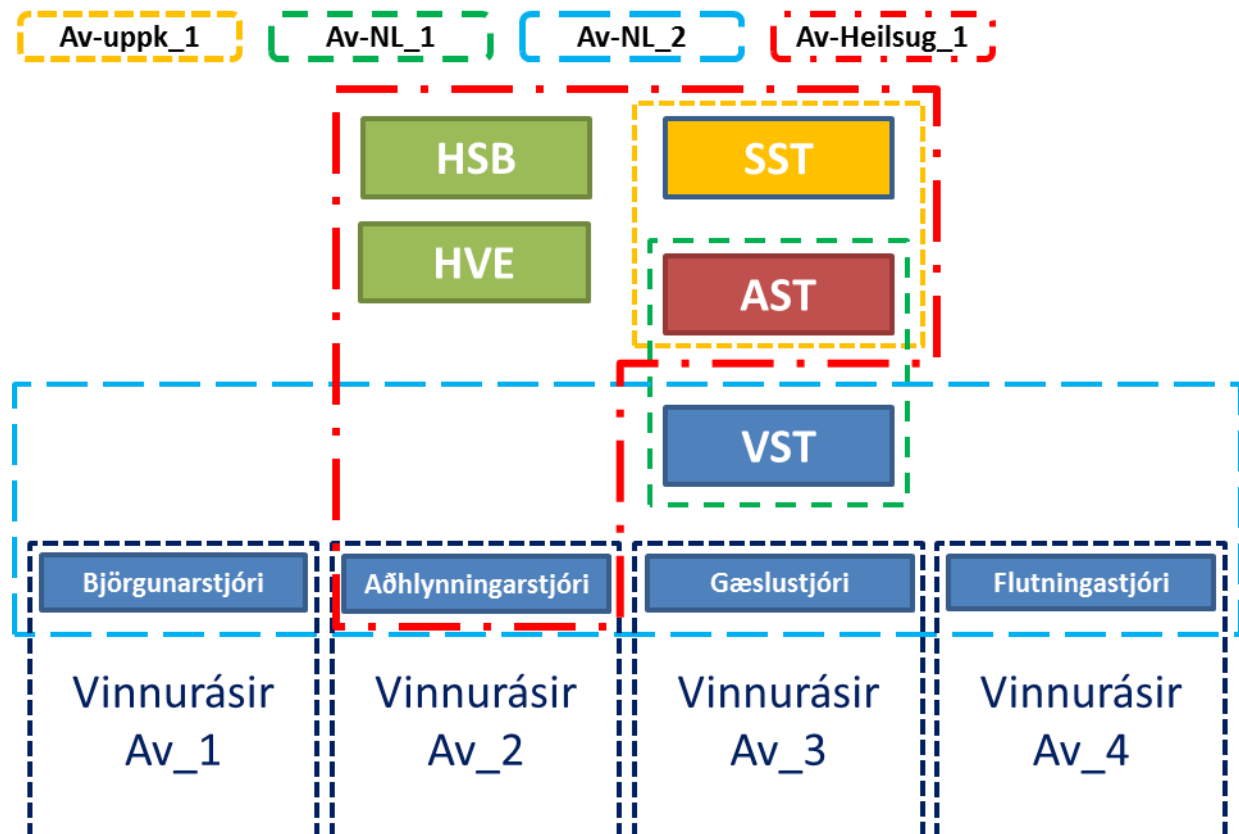 Av-uppk_1
Av-NL_1
Av-NL_2
Av-Heilsug_1
HSB
SST
HVE
AST
VST
Björgunarstjóri
Aðhlynningarstjóri
Gæslustjóri
Flutningastjóri
Vinnurásir
Av_1
Vinnurásir
Av_2
Vinnurásir
Av_3
Vinnurásir
Av_4